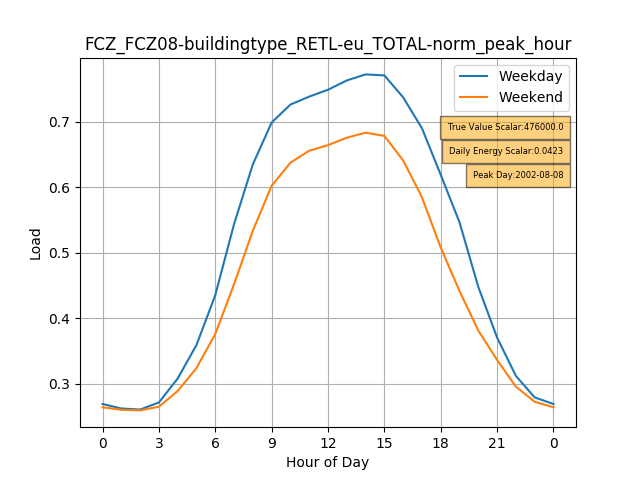 FCZ_FCZ08-buildingtype_RETL-eu_TOTAL-norm_peak_hour
Weekday
Weekend
True Value Scalar:476000.0
Daily Energy Scalar:0.0423
Peak Day:2002-08-08
Load
0.7
0.6
0.5
0.4
0.3
0 3 6 9 12 15 18 21 0
Hour of Day